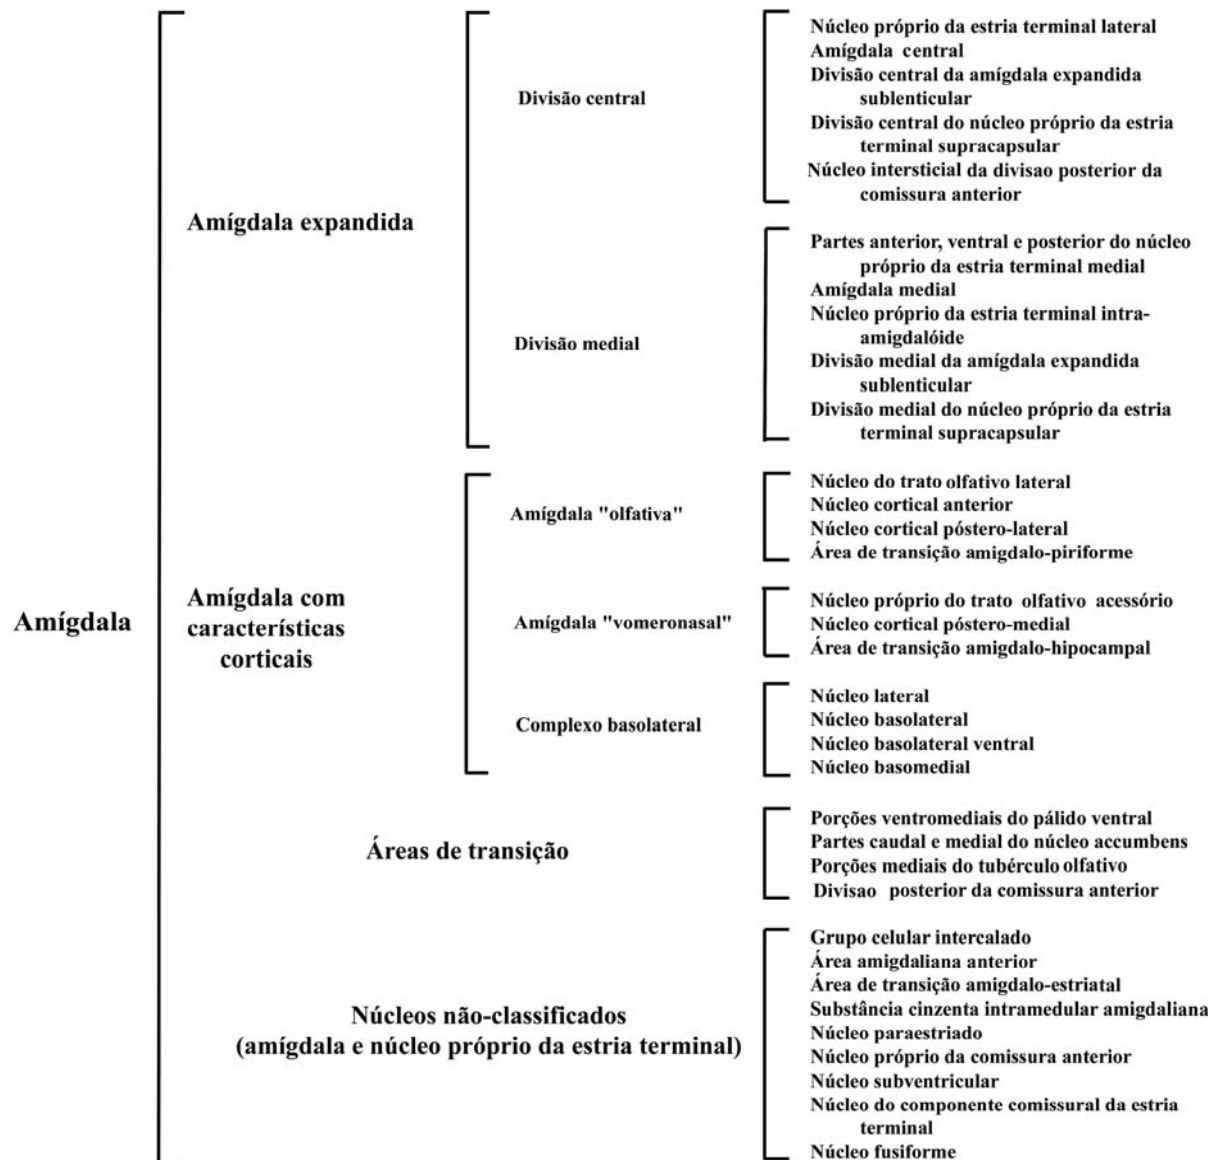 Núcleo próprio da estria terminal lateral
Amígdala central
Divisão central da amígdala expandida
sublenticular
Divisão central
Divisão central do núcleo próprio da estria
terminal supracapsular
Núcleo intersticial da divisao posterior da
comissura anterior
Amígdala expandida
Partes anterior, ventral e posterior do núcleo
próprio da estria terminal medial
Amígdala medial
Núcleo próprio da estria terminal intra-
amigdalóide
Divisão medial
Divisão medial da amígdala expandida
sublenticular
Divisão medial do núcleo próprio da estria
terminal supracapsular
Amígdala
Amígdala com
características
corticais
Amígdala "olfativa"
Núcleo do trato olfativo lateral
Núcleo cortical anterior
Núcleo cortical póstero-lateral
Área de transição amigdalo-piriforme
Amígdala "vomeronasal"
Núcleo próprio do trato olfativo acessório
Núcleo cortical póstero-medial
Área de transição amigdalo-hipocampal
Complexo basolateral
Núcleo lateral
Núcleo basolateral
Núcleo basolateral ventral
Núcleo basomedial
Áreas de transição
Porções ventromediais do pálido ventral
Partes caudal e medial do núcleo accumbens
Porções mediais do tubérculo olfativo
Divisao posterior da comissura anterior
Núcleos não-classificados
(amígdala e núcleo próprio da estria terminal)
Grupo celular intercalado
Área amigdaliana anterior
Área de transição amigdalo-estriatal
Substância cinzenta intramedular amigdaliana
Núcleo paraestriado
Núcleo próprio da comissura anterior
Núcleo subventricular
Núcleo do componente comissural da estria
terminal
Núcleo fusiforme